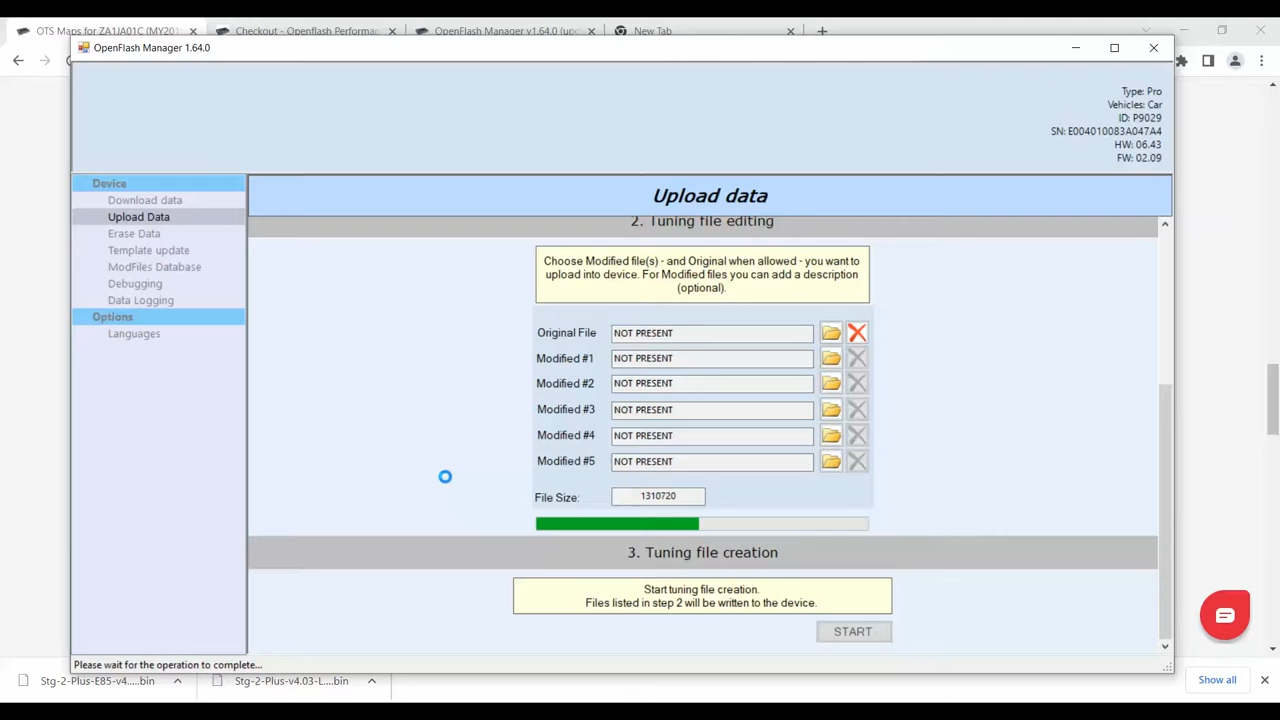 OTS Maps for ZA1JA01C (MY201
Checkout - Openflash Performa
OpenFlash Manager v1.64.0 (up
New Tab
OpenFlash Manager 1.64.0
Type: Pro
Vehicles: Car
ID: P9029
SN: E004010083A047A4
HW: 06.43
FW: 02.09
Device
Download data
Upload Data
Erase Data
Template update
ModFiles Database
Debugging
Data Logging
Options
Languages
Upload data
2. Tuning file editing
Choose Modified file(s) - and Original when allowed - you want to
upload into device. For Modified files you can add a description
(optional).
Original File NOT PRESENT
Modified #1 NOT PRESENT
Modified #2 NOT PRESENT
Modified #3 NOT PRESENT
Modified #4 NOT PRESENT
Modified #5 NOT PRESENT
File Size: 1310720
3. Tuning file creation
Start tuning file creation.
Files listed in step 2 will be written to the device.
START
Please wait for the operation to complete...
Stg-2-Plus-E85-v4....bin
Stg-2-Plus-v4.03-L....bin
Show all